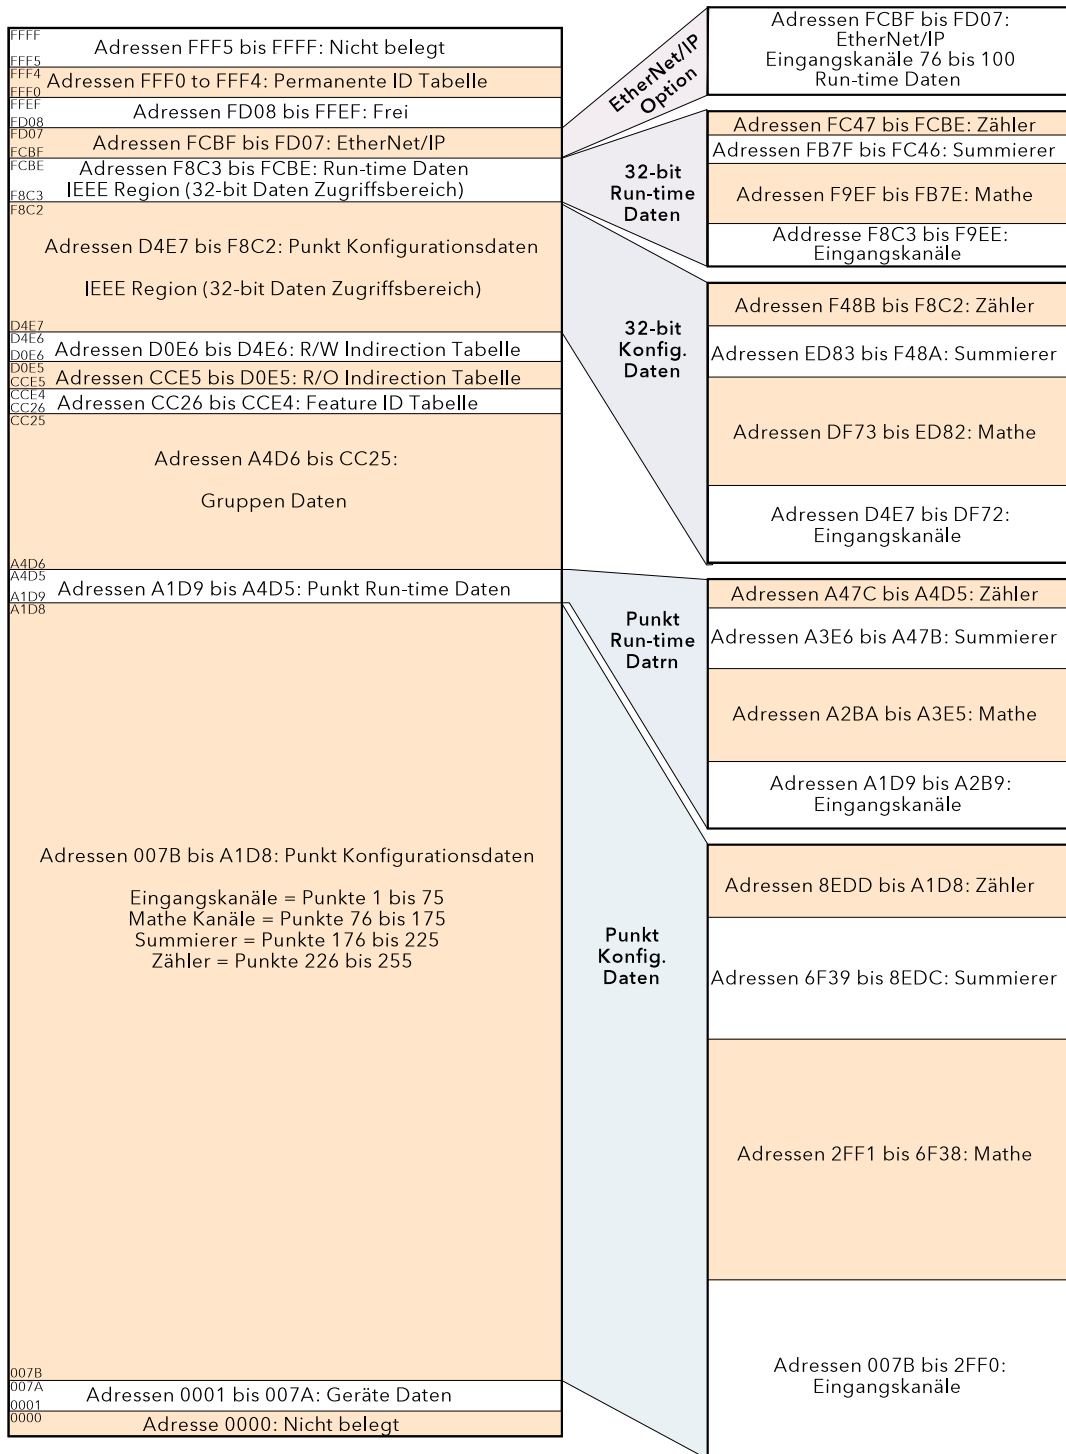 FFFF
Adressen FFF5 bis FFFF: Nicht belegt
FFF5
FFF4
Adressen FFF0 to FFF4: Permanente ID Tabelle
FFF0
FFEF
Adressen FD08 bis FFEF: Frei
FD08
FD07
Adressen FCBF bis FD07: EtherNet/IP
FCBF
FCBE
Adressen F8C3 bis FCBE: Run-time Daten
IEEE Region (32-bit Daten Zugriffsbereich)
F8C3
F8C2
Adressen D4E7 bis F8C2: Punkt Konfigurationsdaten
IEEE Region (32-bit Daten Zugriffsbereich)
D4E7
D4E6
Adressen D0E6 bis D4E6: R/W Indirection Tabelle
D0E6
D0E5
Adressen CCE5 bis D0E5: R/O Indirection Tabelle
CCE5
CCE4
Adressen CC26 bis CCE4: Feature ID Tabelle
CC26
CC25
Adressen A4D6 bis CC25:
Gruppen Daten
A4D6
A4D5
Adressen A1D9 bis A4D5: Punkt Run-time Daten
A1D9
A1D8
Adressen 007B bis A1D8: Punkt Konfigurationsdaten
Eingangskanäle = Punkte 1 bis 75
Mathe Kanäle = Punkte 76 bis 175
Summierer = Punkte 176 bis 225
Zähler = Punkte 226 bis 255
007B
007A
Adressen 0001 bis 007A: Geräte Daten
0001
0000
Adresse 0000: Nicht belegt
EtherNet/IP
Option
Adressen FCBF bis FD07:
EtherNet/IP
Eingangskänale 76 bis 100
Run-time Daten
32-bit
Run-time
Daten
Adressen FC47 bis FCBE: Zähler
Adressen FB7F bis FC46: Summierer
Adressen F9EF bis FB7E: Mathe
Addresse F8C3 bis F9EE:
Eingangskanäle
32-bit
Konfig.
Daten
Adressen F48B bis F8C2: Zähler
Adressen ED83 bis F48A: Summierer
Adressen DF73 bis ED82: Mathe
Adressen D4E7 bis DF72:
Eingangskanäle
Punkt
Run-time
Datrn
Adressen A47C bis A4D5: Zähler
Adressen A3E6 bis A47B: Summierer
Adressen A2BA bis A3E5: Mathe
Adressen A1D9 bis A2B9:
Eingangskanäle
Punkt
Konfig.
Daten
Adressen 8EDD bis A1D8: Zähler
Adressen 6F39 bis 8EDC: Summierer
Adressen 2FF1 bis 6F38: Mathe
Adressen 007B bis 2FF0:
Eingangskanäle